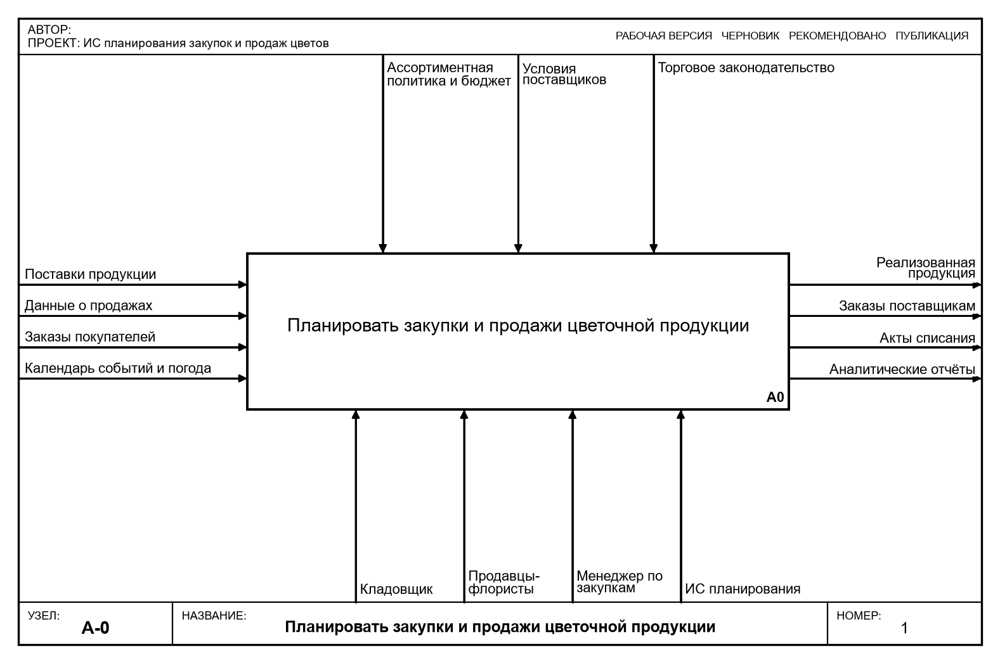 АВТОР:
ПРОЕКТ: ИС планирования закупок и продаж цветов
РАБОЧАЯ ВЕРСИЯ ЧЕРНОВИК РЕКОМЕНДОВАНО ПУБЛИКАЦИЯ
Ассортиментная
политика и бюджет
Условия
поставщиков
Торговое законодательство
Поставки продукции
Данные о продажах
Заказы покупателей
Календарь событий и погода
Планировать закупки и продажи цветочной продукции
А0
Реализованная
продукция
Заказы поставщикам
Акты списания
Аналитические отчёты
Кладовщик
Продавцы-
флористы
Менеджер по
закупкам
ИС планирования
УЗЕЛ:
А-0
НАЗВАНИЕ:
Планировать закупки и продажи цветочной продукции
НОМЕР:
1